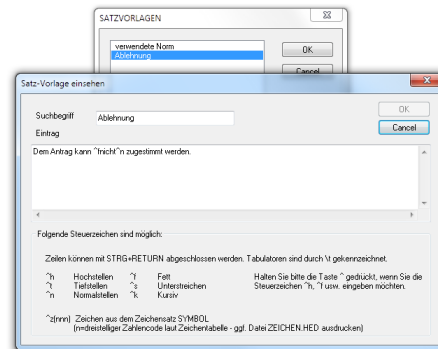 SATZVORLAGEN
verwendete Norm
Ablehnung
OK
Cancel
Satz-Vorlage einsehen
Suchbegriff
Ablehnung
OK
Cancel
Eintrag
Dem Antrag kann ^fnicht^n zugestimmt werden.
Folgende Steuerzeichen sind möglich:
Zeilen können mit STRG+RETURN abgeschlossen werden. Tabulatoren sind durch \t gekennzeichnet.
^h Hochstellen ^f Fett Halten Sie bitte die Taste ^ gedrückt, wenn Sie die
^t Tiefstellen ^s Unterstreichen Steuerzeichen ^h, ^f usw. eingeben möchten.
^n Normalstellen ^k Kursiv
^z(nnn) Zeichen aus dem Zeichensatz SYMBOL
(n=dreistelliger Zahlencode laut Zeichentabelle - ggf. Datei ZEICHEN.HED ausdrucken)